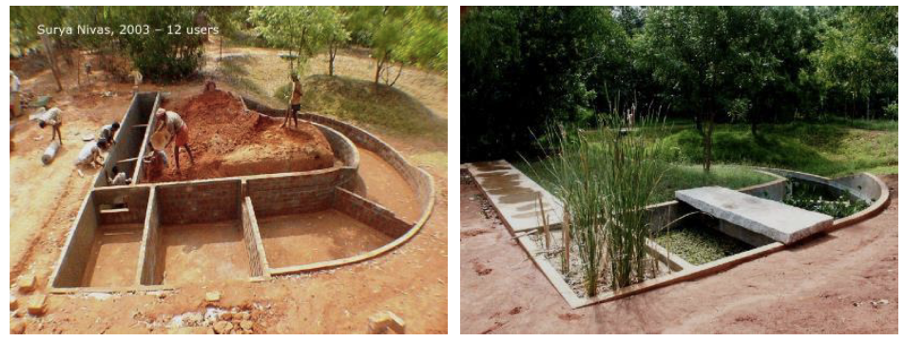 Surya Nivas, 2003 – 12 users